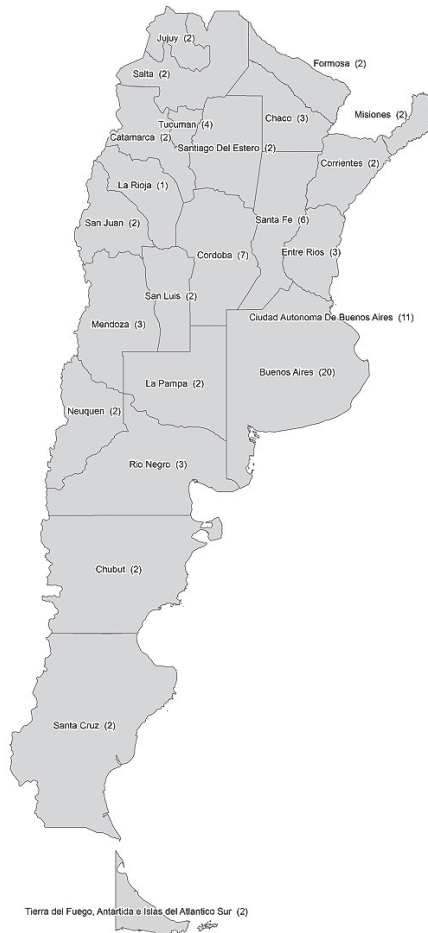 Jujuy (2)
Formosa (2)
Salta (2)
Misiones (2)
Chaco (3)
Tucuman (4)
Catamarca (2)
Santiago Del Estero (2)
Corrientes (2)
La Rioja (1)
San Juan (2)
Santa Fe (6)
Cordoba (7)
Entre Rios (3)
San Luis (2)
Ciudad Autonoma De Buenos Aires (11)
Mendoza (3)
Buenos Aires (20)
La Pampa (2)
Neuquen (2)
Rio Negro (3)
Chubut (2)
Santa Cruz (2)
Tierra del Fuego, Antartida e Islas del Atlantico Sur (2)